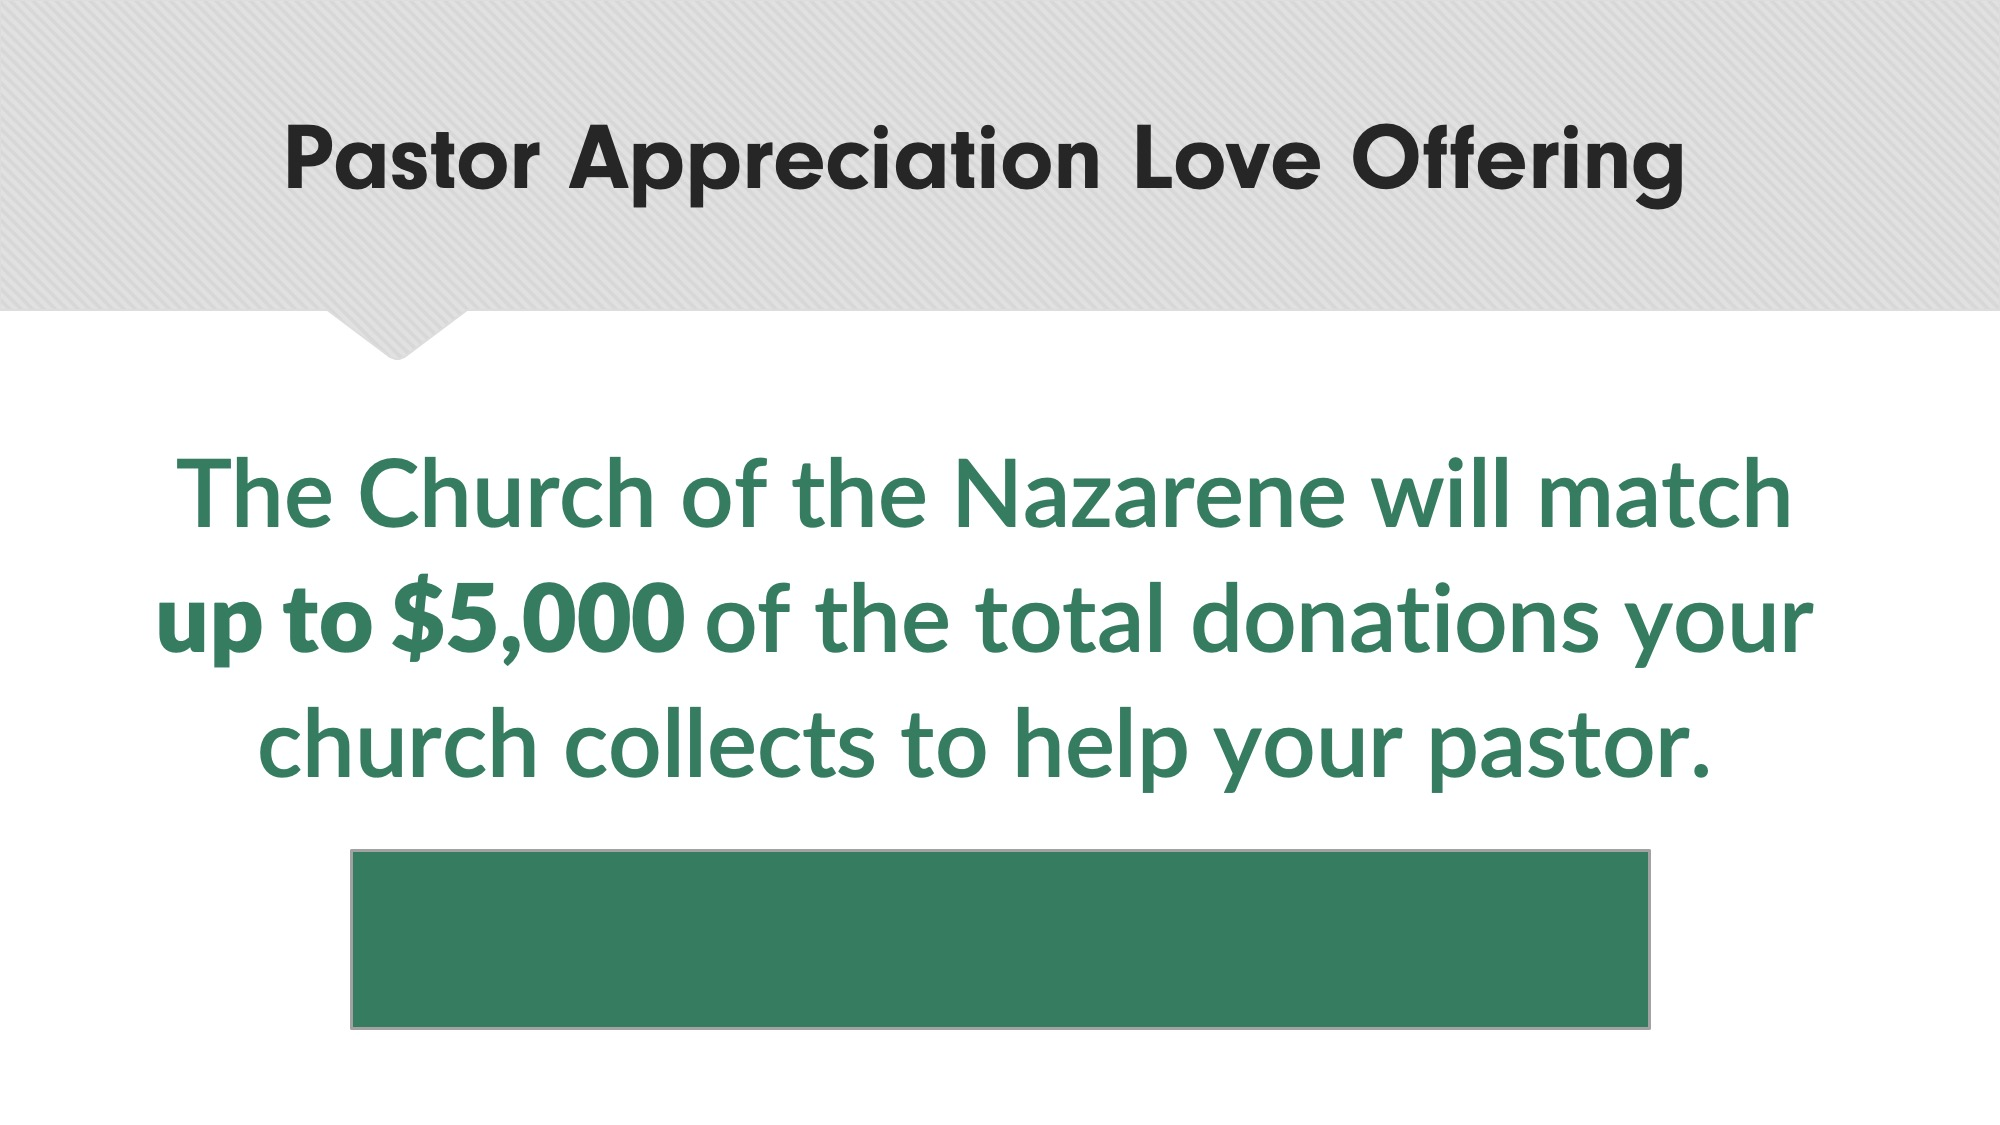 Pastor Appreciation Love Offering
The Church of the Nazarene will match
up to $5,000 of the total donations your
church collects to help your pastor.